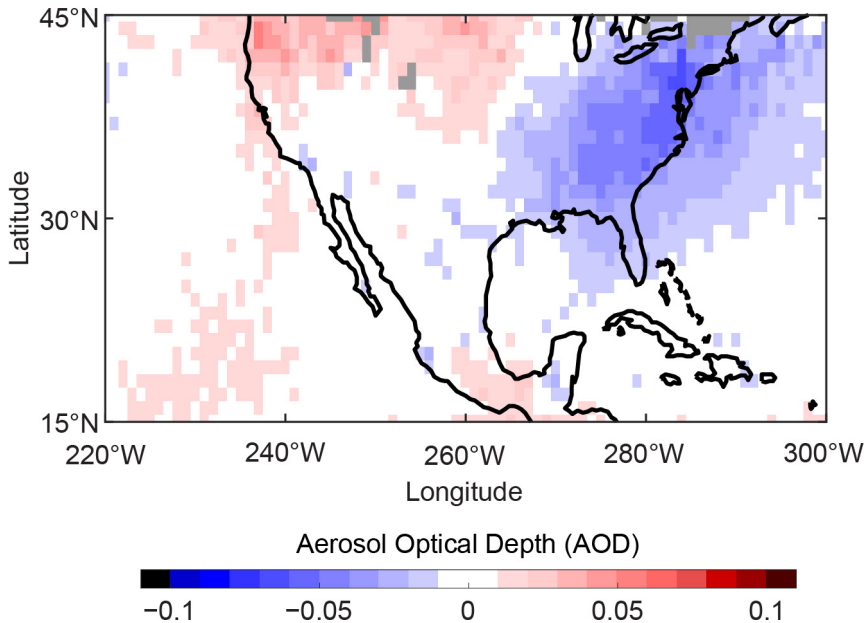 45°N
30°N
15°N
Latitude
220°W 240°W 260°W 280°W 300°W
Longitude
Aerosol Optical Depth (AOD)
−0.1 −0.05 0 0.05 0.1